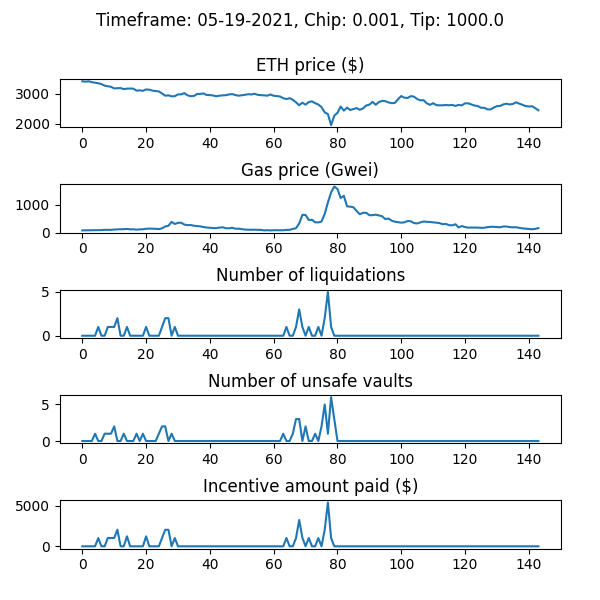 Timeframe: 05-19-2021, Chip: 0.001, Tip: 1000.0
ETH price ($)
3000
2000
0 20 40 60 80 100 120 140
Gas price (Gwei)
1000
0
0 20 40 60 80 100 120 140
Number of liquidations
5
0
0 20 40 60 80 100 120 140
Number of unsafe vaults
5
0
0 20 40 60 80 100 120 140
Incentive amount paid ($)
5000
0
0 20 40 60 80 100 120 140